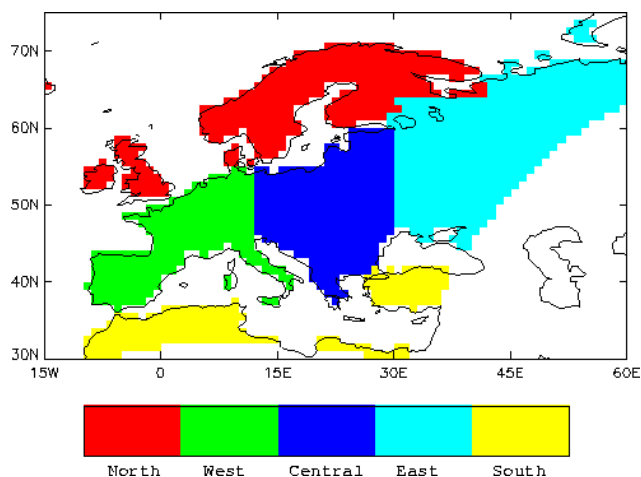 70N
60N
50N
40N
30N
15W 0 15E 30E 45E 60E
North West Central East South